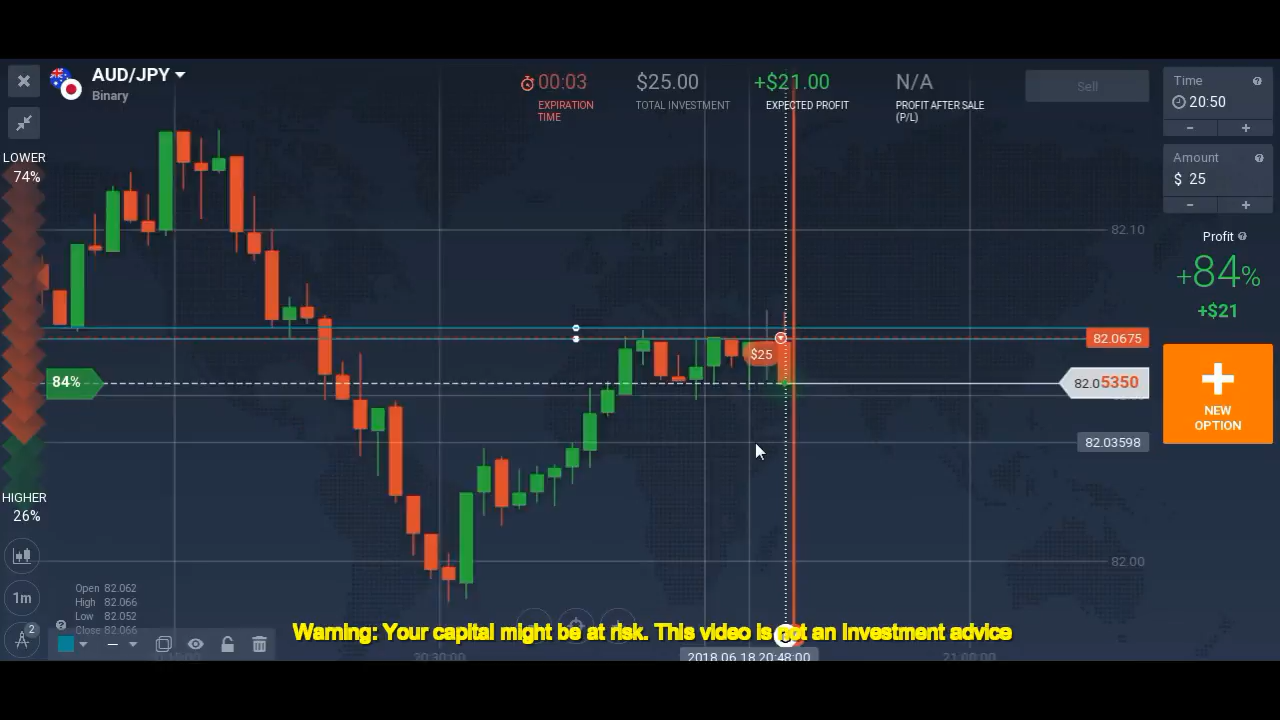 AUD/JPY
Binary
00:03
EXPIRATION
TIME
$25.00
TOTAL INVESTMENT
+$21.00
EXPECTED PROFIT
N/A
PROFIT AFTER SALE
(P/L)
Sell
Time
20:50
- +
Amount
$ 25
- +
Profit
+84%
+$21
+
NEW
OPTION
LOWER
74%
82.10
82.0675
$25
84%
82.05350
82.03598
HIGHER
26%
82.00
1m
2
Open 82.062
High 82.066
Low 82.052
Close 82.066
Warning: Your capital might be at risk. This video is not an investment advice
20:30:00
2018.06.18 20:48:00
21:00:00